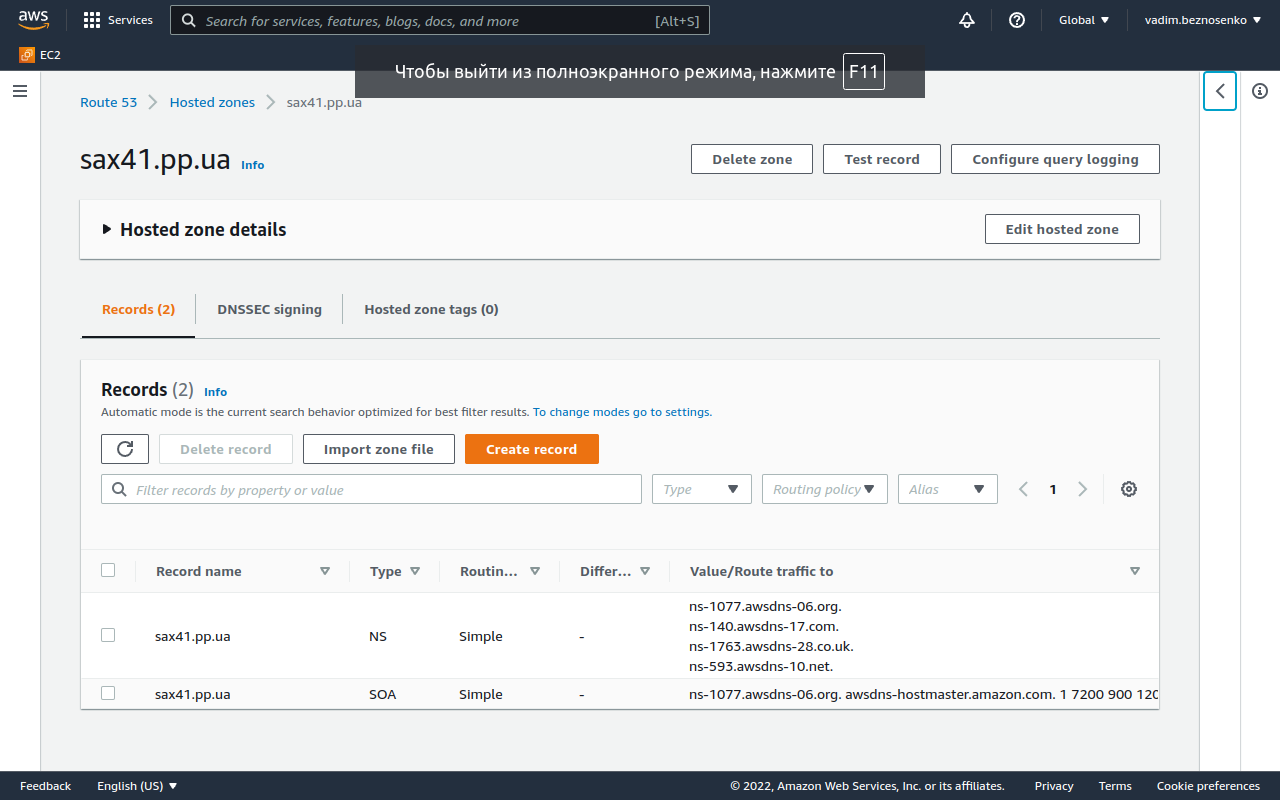 aws
Services
Search for services, features, blogs, docs, and more
[Alt+S]
Global
vadim.beznosenko
EC2
Чтобы выйти из полноэкранного режима, нажмите F11
Route 53
Hosted zones
sax41.pp.ua
sax41.pp.ua Info
Delete zone
Test record
Configure query logging
Hosted zone details
Edit hosted zone
Records (2)
DNSSEC signing
Hosted zone tags (0)
Records (2) Info
Automatic mode is the current search behavior optimized for best filter results. To change modes go to settings.
Delete record
Import zone file
Create record
Filter records by property or value
Type
Routing policy
Alias
1
Record name
Type
Routin...
Differ...
Value/Route traffic to
sax41.pp.ua
NS
Simple
-
ns-1077.awsdns-06.org.
ns-140.awsdns-17.com.
ns-1763.awsdns-28.co.uk.
ns-593.awsdns-10.net.
sax41.pp.ua
SOA
Simple
-
ns-1077.awsdns-06.org. awsdns-hostmaster.amazon.com. 1 7200 900 120
Feedback
English (US)
© 2022, Amazon Web Services, Inc. or its affiliates.
Privacy
Terms
Cookie preferences